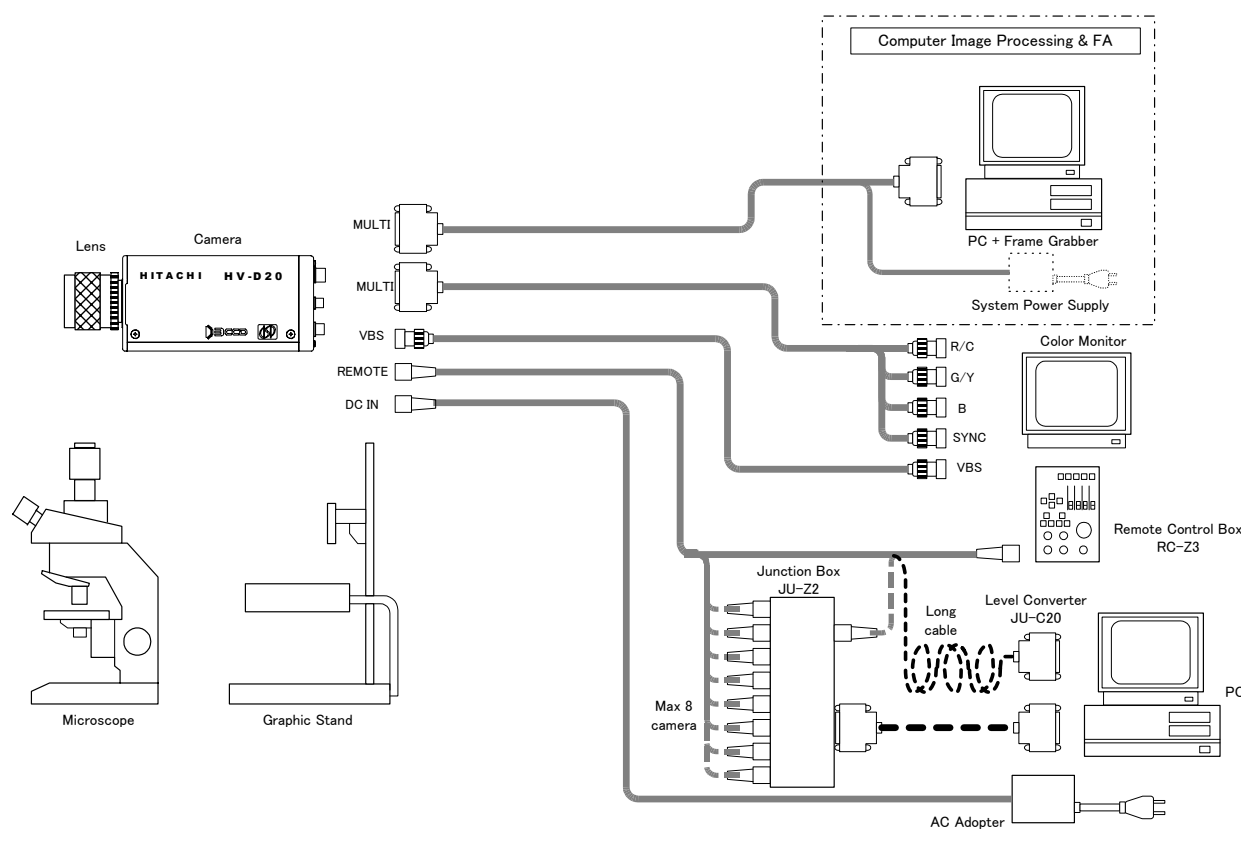 Computer Image Processing & FA
PC + Frame Grabber
System Power Supply
Lens
Camera
HITACHI HV-D20
MULTI
MULTI
VBS
REMOTE
DC IN
R/C
G/Y
B
SYNC
VBS
Color Monitor
Remote Control Box
RC-Z3
Junction Box
JU-Z2
Long
cable
Level Converter
JU-C20
PC
Max 8
camera
Microscope
Graphic Stand
AC Adopter